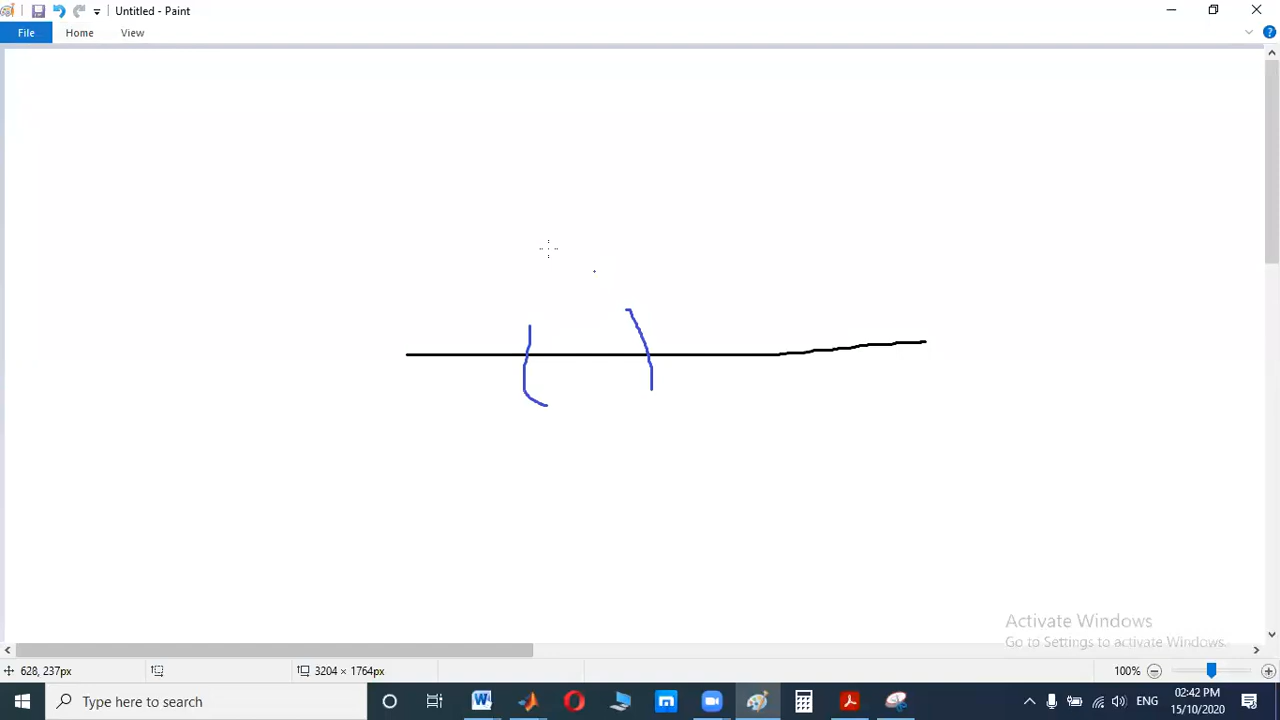 Untitled - Paint
File Home View
Activate Windows
Go to Settings to activate Windows.
628, 237px
3204 × 1764px
100%
Type here to search
W
ENG
02:42 PM
15/10/2020